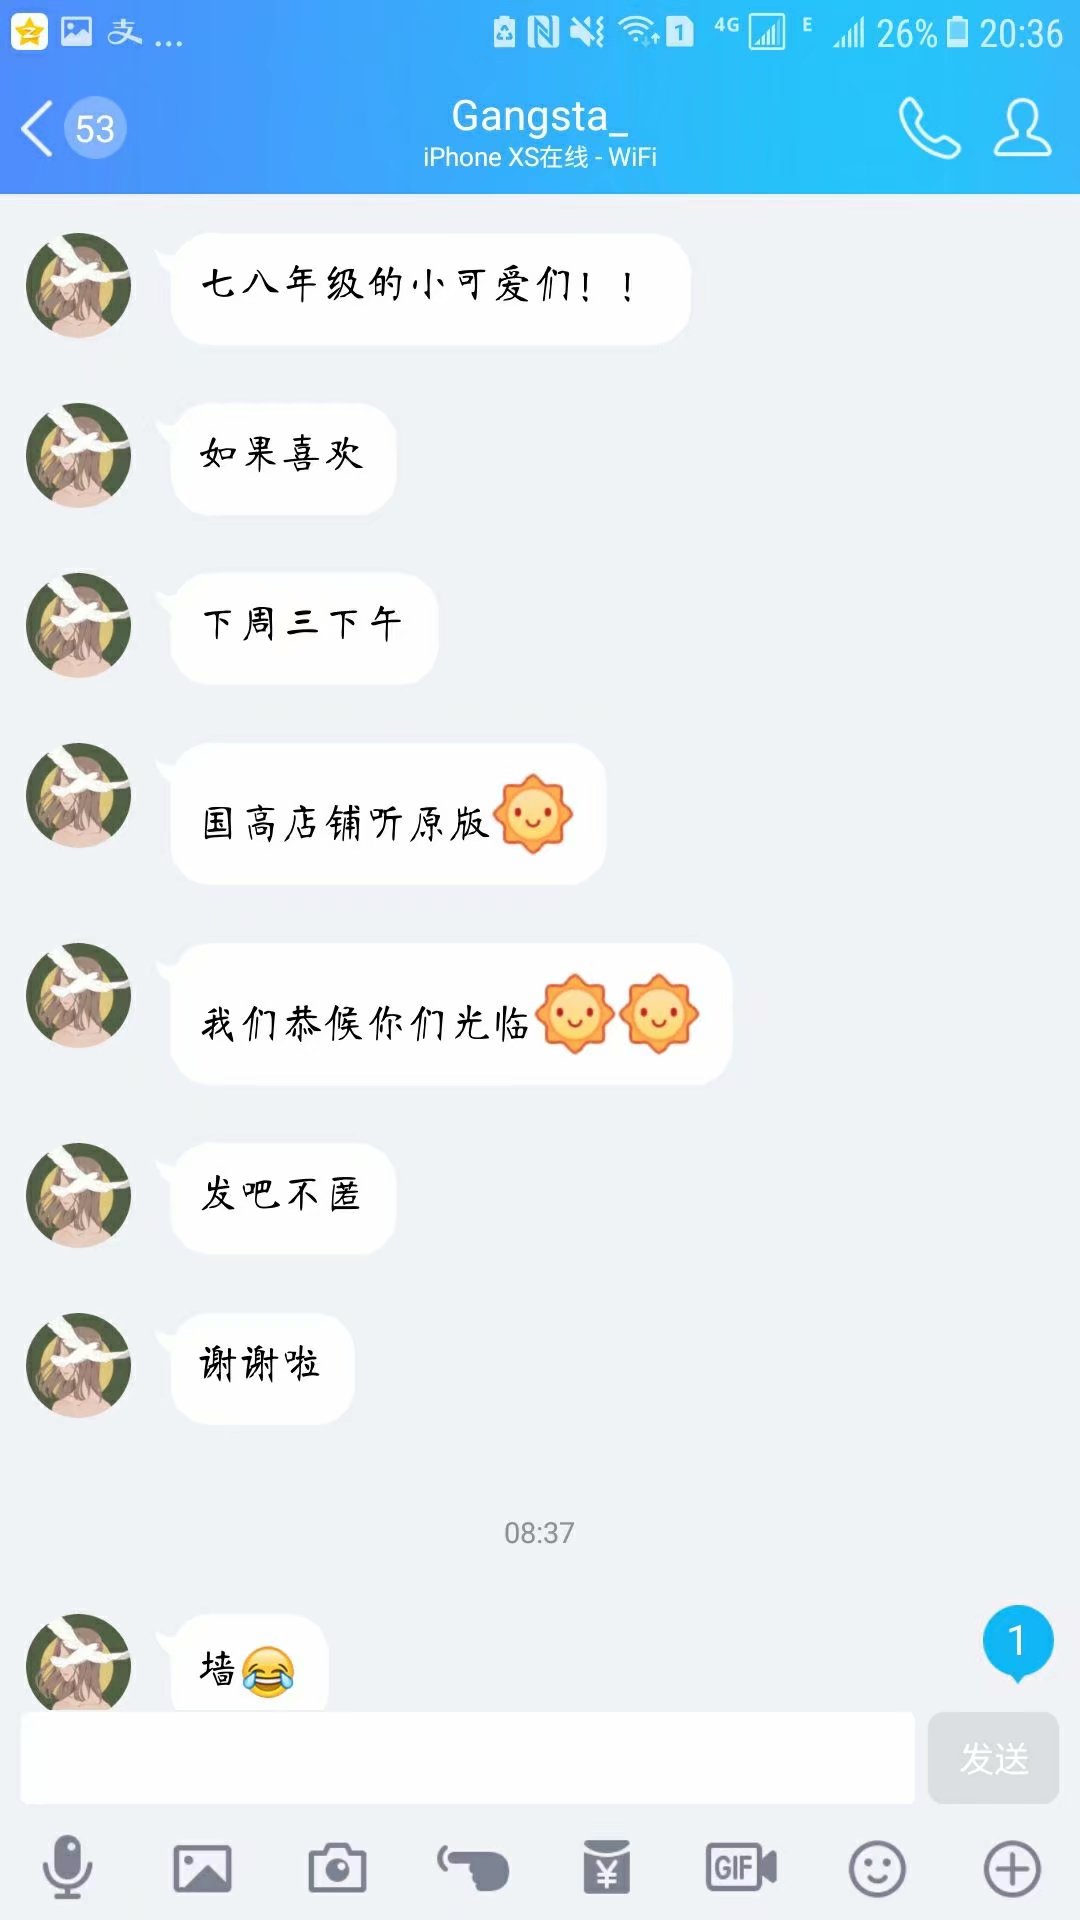 支 ...
1 4G E 26% 20:36
53
Gangsta_
iPhone XS在线 - WiFi
七八年级的小可爱们！！
如果喜欢
下周三下午
国高店铺听原版
我们恭候你们光临
发吧不匿
谢谢啦
08:37
墙😂
1
发送
¥
GIF